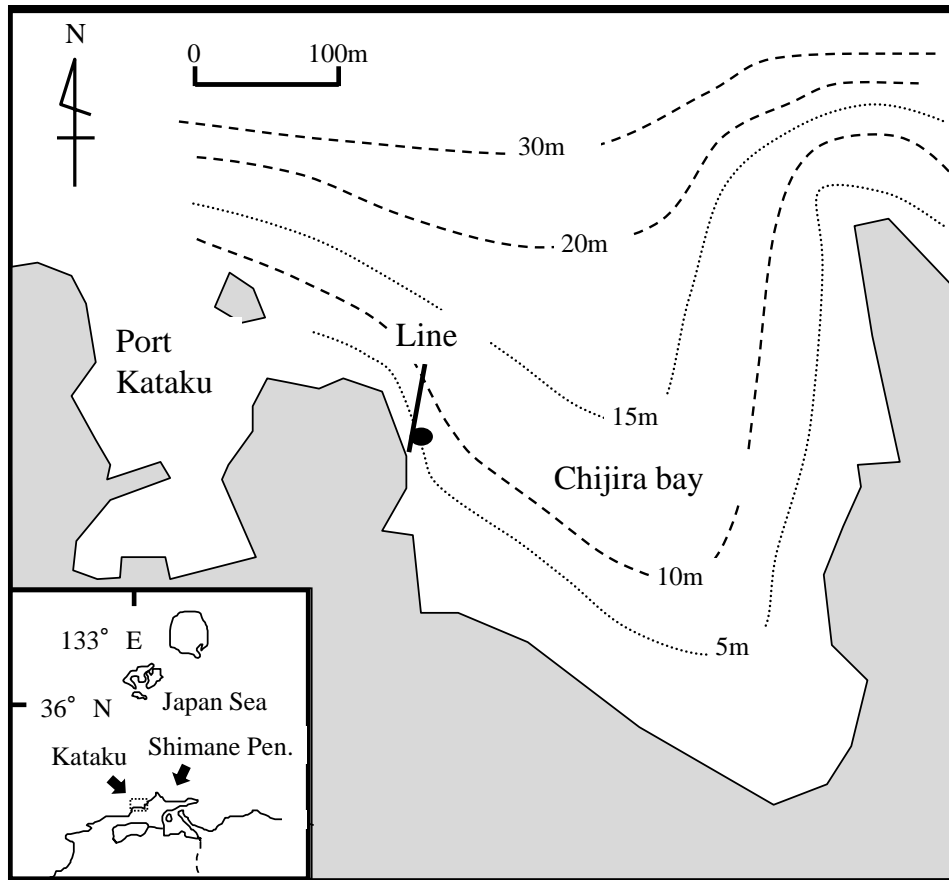 N
0 100m
30m
20m
Line
Port
Kataku
15m
Chijira bay
10m
5m
133° E
36° N
Japan Sea
Shimane Pen.
Kataku